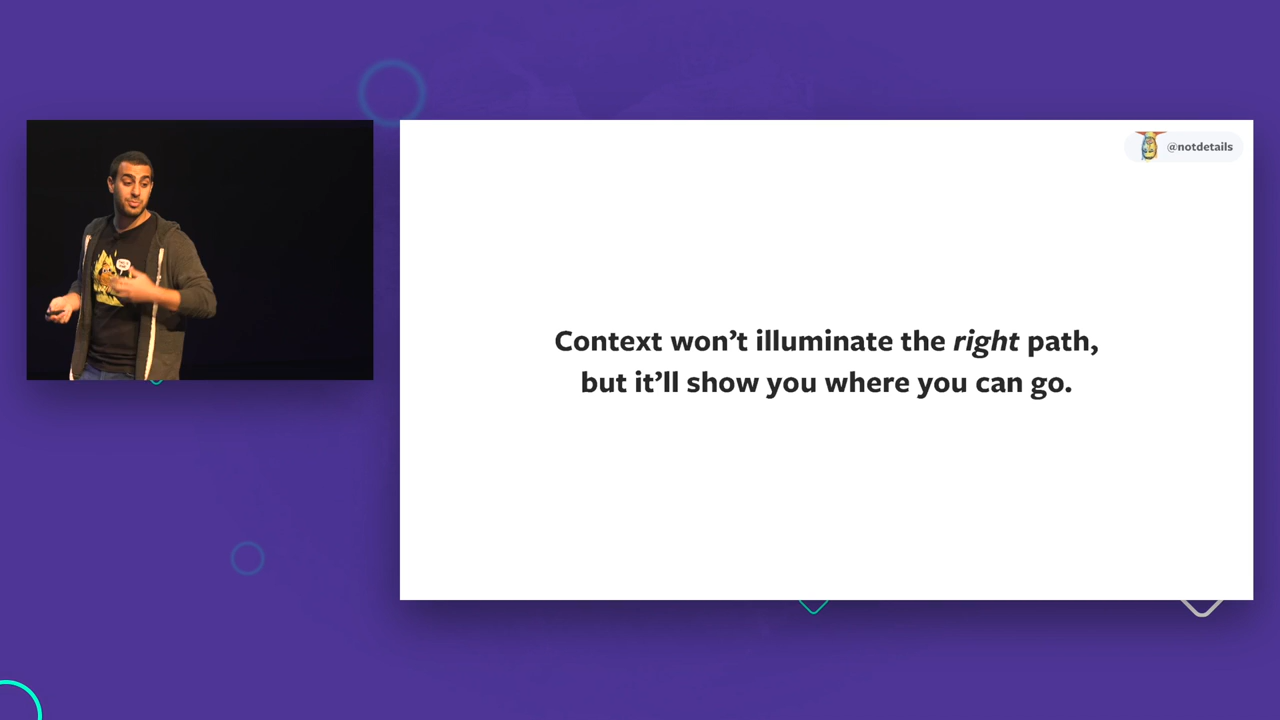 @notdetails
Context won’t illuminate the right path,
but it’ll show you where you can go.